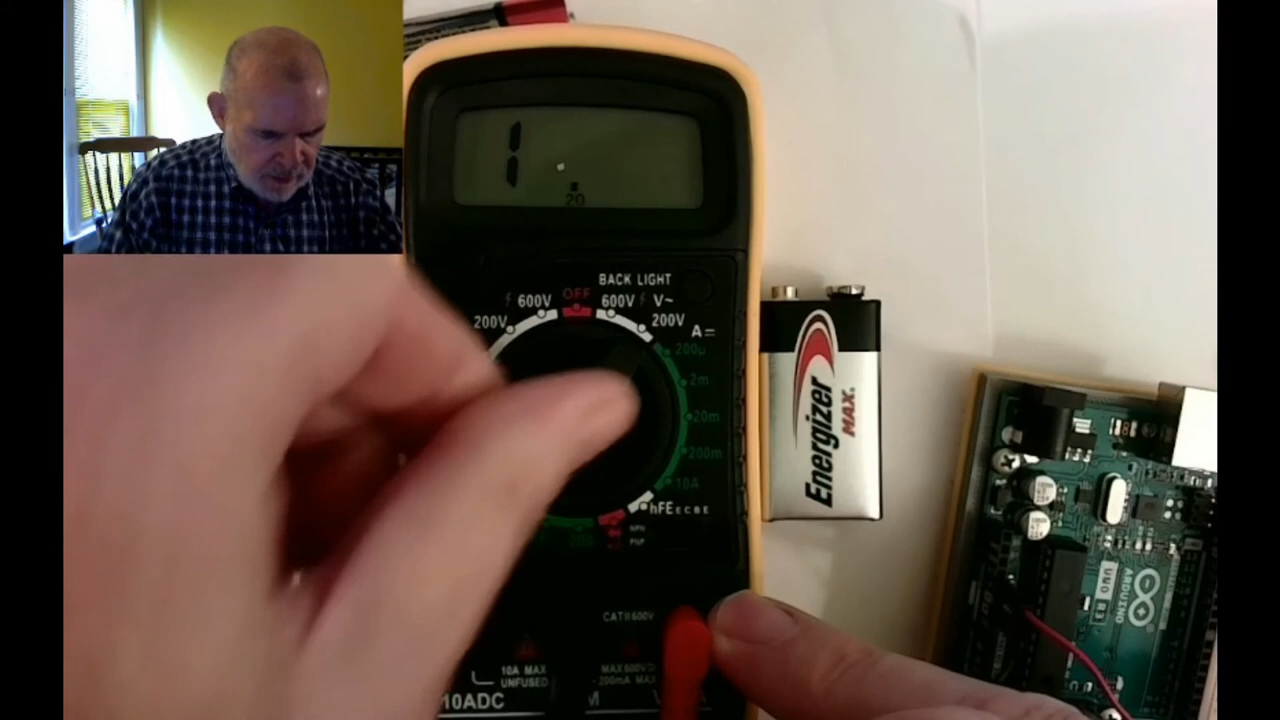 1
20
BACK LIGHT
200V 600V OFF 600V V~
200V
A=
200µ
2m
20m
200m
10A
hFE E C B E
NPN
PNP
CAT II 600V
10A MAX
UNFUSED
MAX 600V
200mA MAX
10ADC
Energizer
MAX.
UNO
R3
ARDUINO